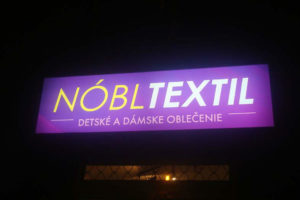 NÓBLTEXTIL
DETSKÉ A DÁMSKE OBLEČENIE